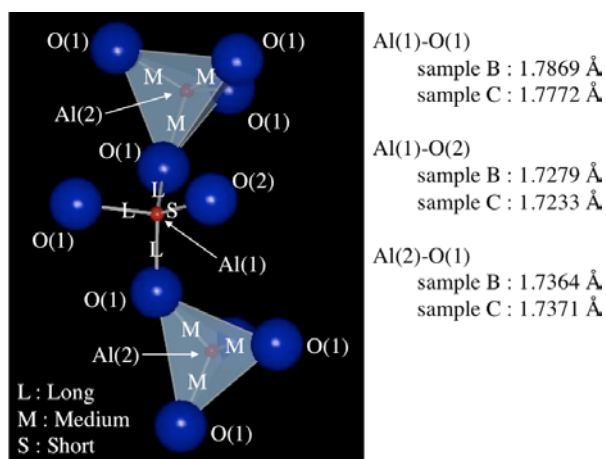 O(1)
O(1)
O(1)
M
M
Al(2)
M
O(1)
O(1)
L
O(2)
L
S
O(1)
L
Al(1)
O(1)
M
M
O(1)
Al(2)
M
O(1)
L : Long
M : Medium
S : Short
Al(1)-O(1)
sample B : 1.7869 Å
sample C : 1.7772 Å
Al(1)-O(2)
sample B : 1.7279 Å
sample C : 1.7233 Å
Al(2)-O(1)
sample B : 1.7364 Å
sample C : 1.7371 Å